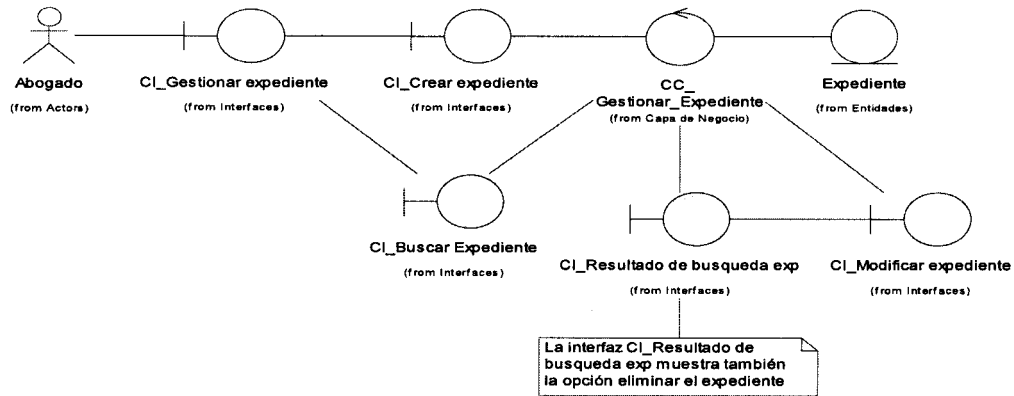 Abogado
(from Actors)
CI_Gestionar expediente
(from Interfaces)
CI_Crear expediente
(from Interfaces)
CC_
Gestionar_Expediente
(from Capa de Negocio)
Expediente
(from Entidades)
CI_Buscar Expediente
(from Interfaces)
CI_Resultado de busqueda exp
(from Interfaces)
CI_Modificar expediente
(from Interfaces)
La interfaz CI_Resultado de
busqueda exp muestra también
la opción eliminar el expediente